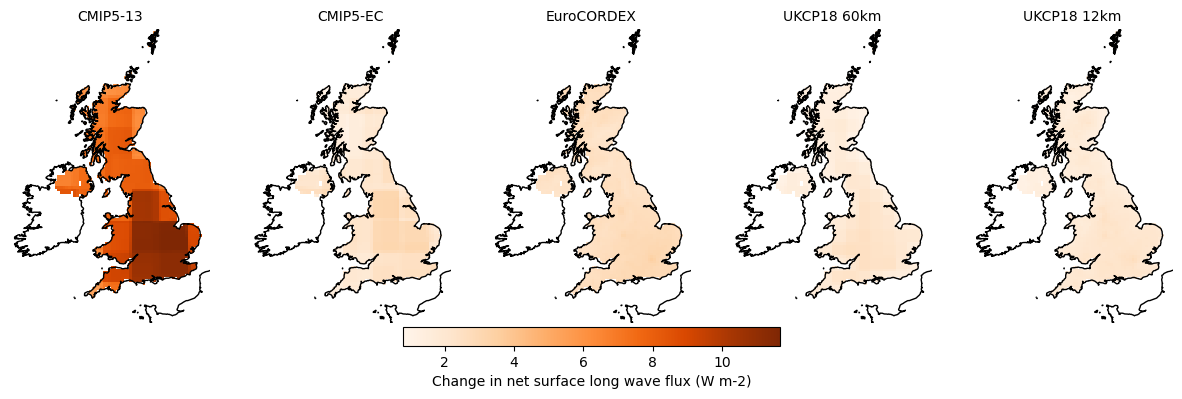 CMIP5-13 CMIP5-EC EuroCORDEX UKCP18 60km UKCP18 12km
2 4 6 8 10
Change in net surface long wave flux (W m-2)